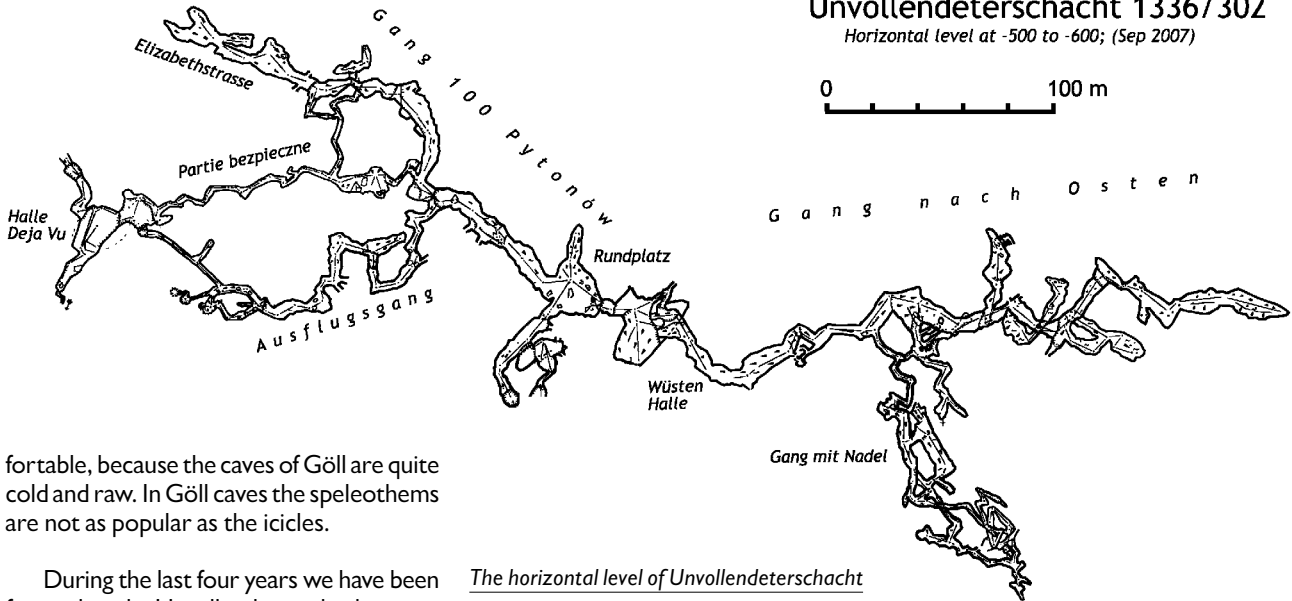 Unvollendeterschacht 1336/302
Horizontal level at -500 to -600; (Sep 2007)
0 100 m
Elizabethstrasse
Gang 100 Pytonów
Partie bezpieczne
Halle
Deja Vu
Ausflugsgang
Rundplatz
Wüsten
Halle
Gang nach Osten
Gang mit Nadel
fortable, because the caves of Göll are quite
cold and raw. In Göll caves the speleothems
are not as popular as the icicles.
During the last four years we have been
The horizontal level of Unvollendeterschacht